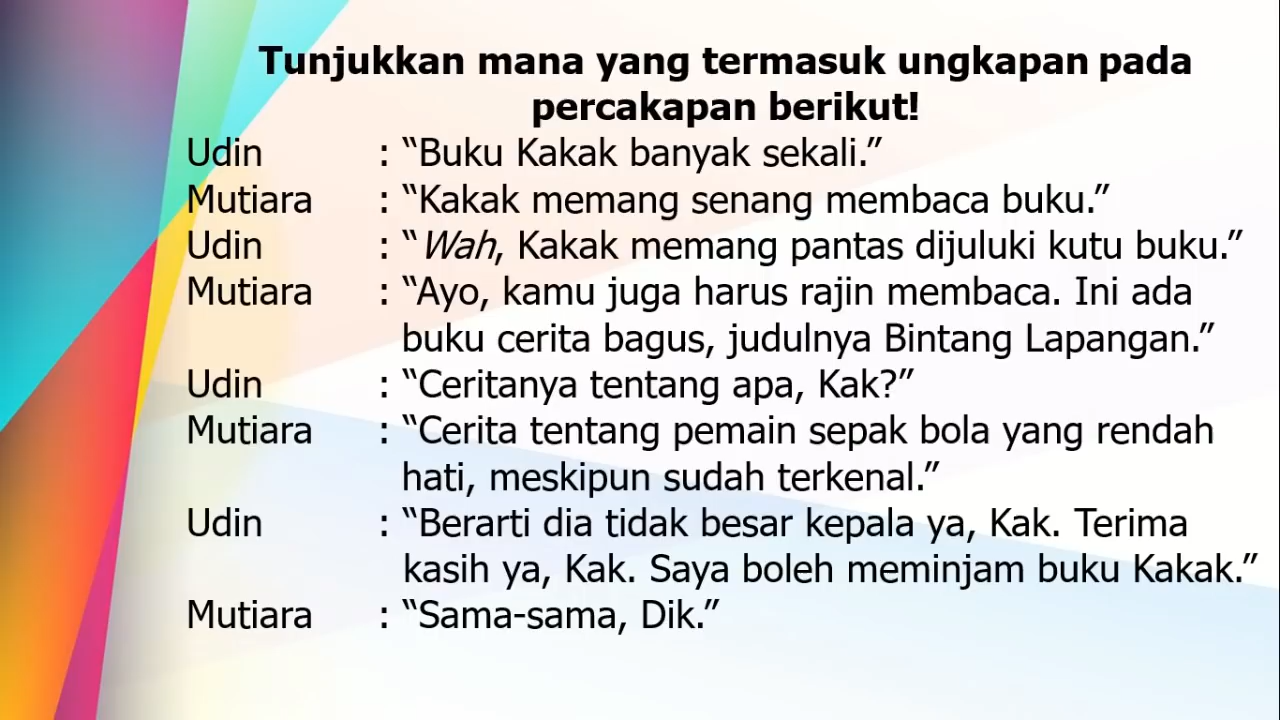 Tunjukkan mana yang termasuk ungkapan pada
percakapan berikut!
Udin : “Buku Kakak banyak sekali.”
Mutiara : “Kakak memang senang membaca buku.”
Udin : “Wah, Kakak memang pantas dijuluki kutu buku.”
Mutiara : “Ayo, kamu juga harus rajin membaca. Ini ada
buku cerita bagus, judulnya Bintang Lapangan.”
Udin : “Ceritanya tentang apa, Kak?”
Mutiara : “Cerita tentang pemain sepak bola yang rendah
hati, meskipun sudah terkenal.”
Udin : “Berarti dia tidak besar kepala ya, Kak. Terima
kasih ya, Kak. Saya boleh meminjam buku Kakak.”
Mutiara : “Sama-sama, Dik.”